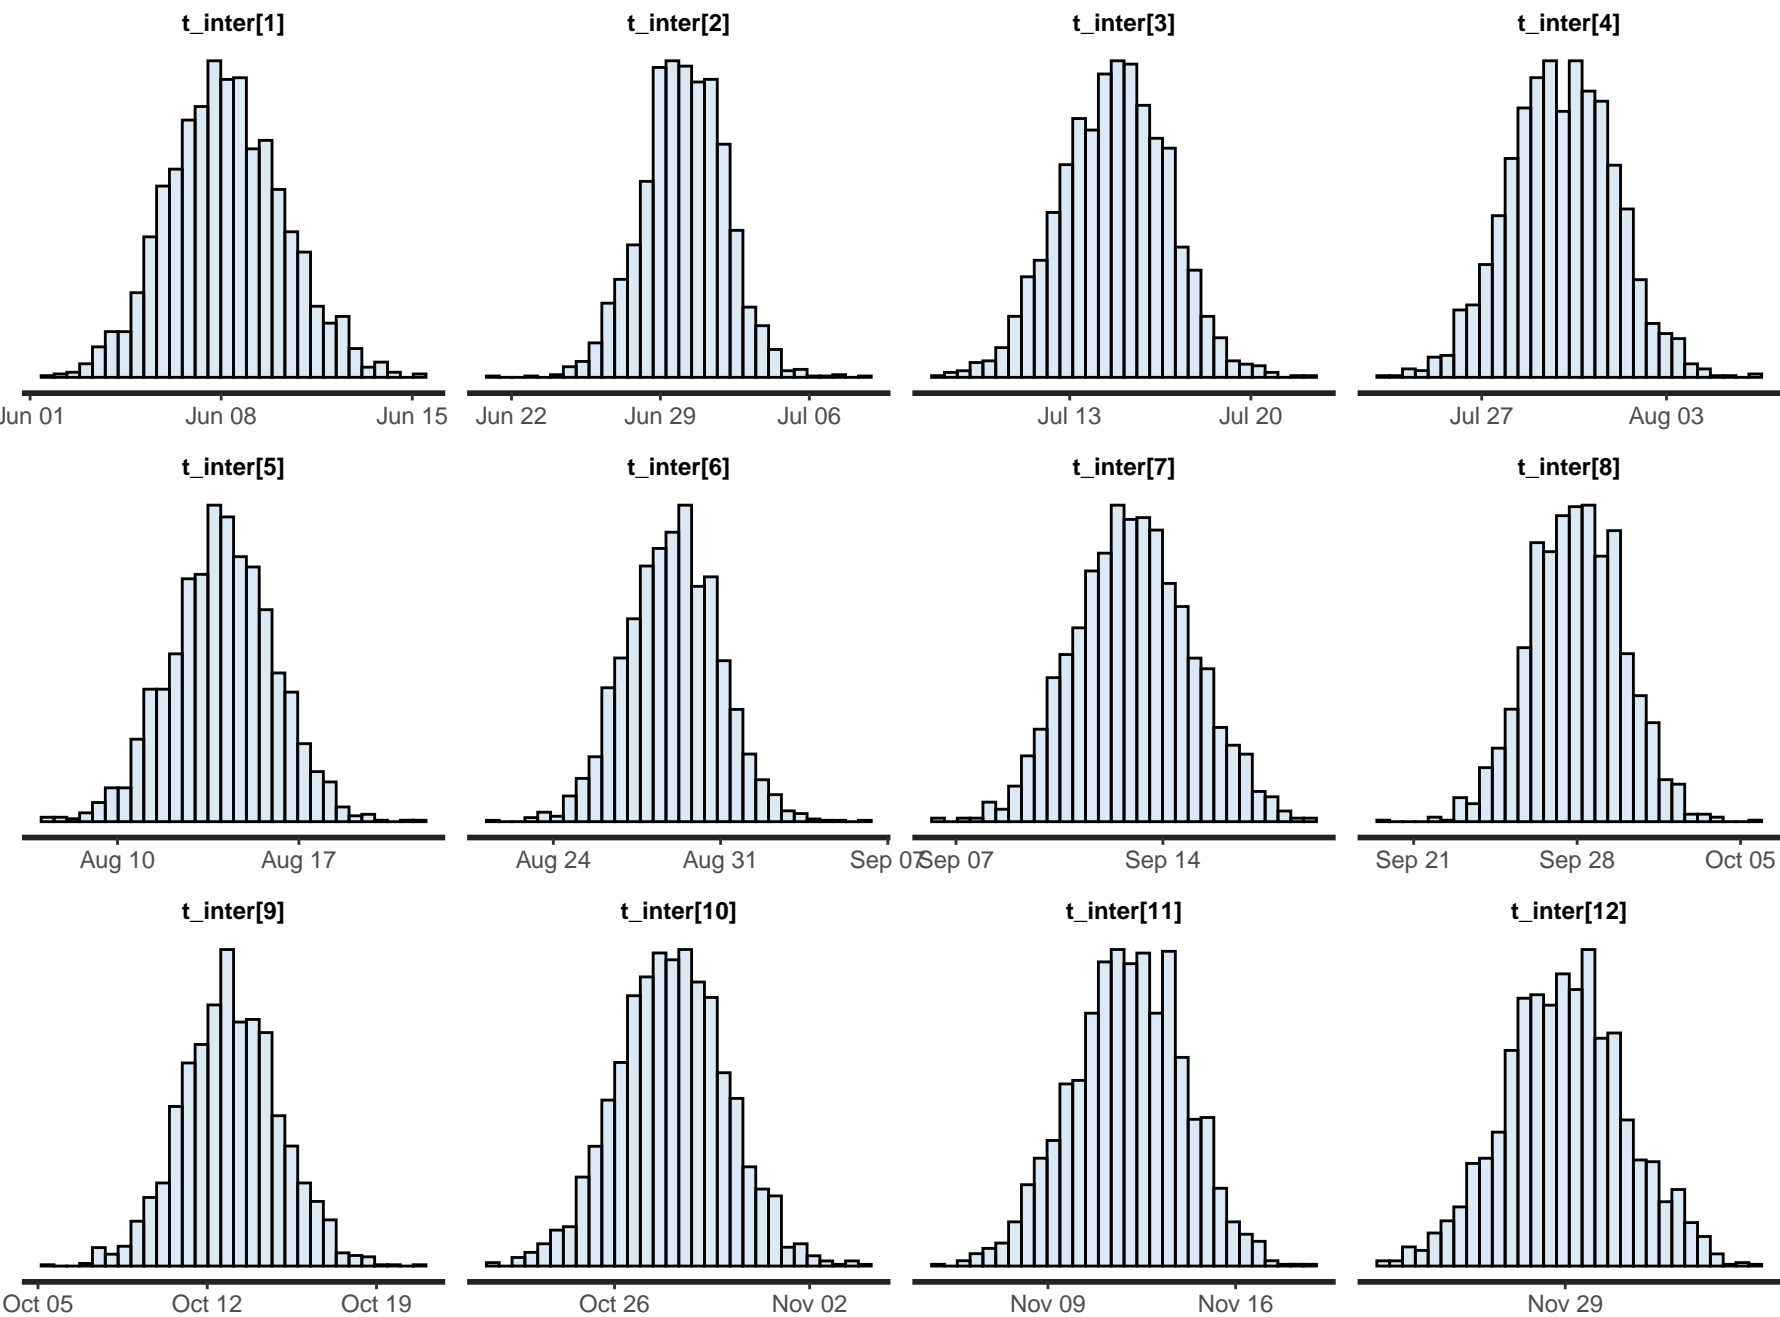 t_inter[1] t_inter[2] t_inter[3] t_inter[4]
Jun 01 Jun 08 Jun 15 Jun 22 Jun 29 Jul 06 Jul 13 Jul 20 Jul 27 Aug 03
t_inter[5] t_inter[6] t_inter[7] t_inter[8]
Aug 10 Aug 17 Aug 24 Aug 31 Sep 07 Sep 07 Sep 14 Sep 21 Sep 28 Oct 05
t_inter[9] t_inter[10] t_inter[11] t_inter[12]
Oct 05 Oct 12 Oct 19 Oct 26 Nov 02 Nov 09 Nov 16 Nov 29